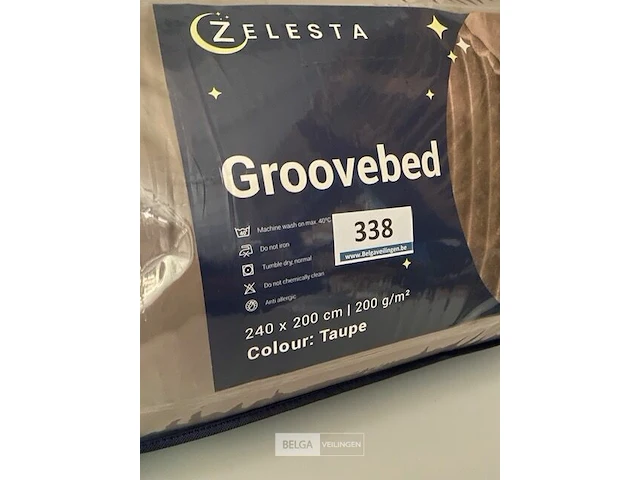 ZELESTA
Groovebed
Machine wash on max. 40°C
Do not iron
Tumble dry, normal
Do not chemically clean
Anti allergic
338
www.Belgaveilingen.be
240 x 200 cm | 200 g/m²
Colour: Taupe
BELGA VEILINGEN